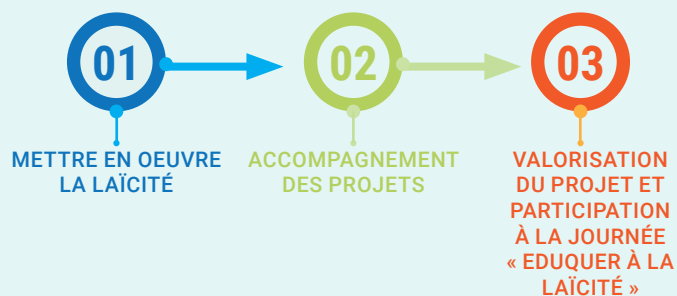 01
METTRE EN OEUVRE
LA LAÏCITÉ
02
ACCOMPAGNEMENT
DES PROJETS
03
VALORISATION
DU PROJET ET
PARTICIPATION
À LA JOURNÉE
« EDUQUER À LA
LAÏCITÉ »